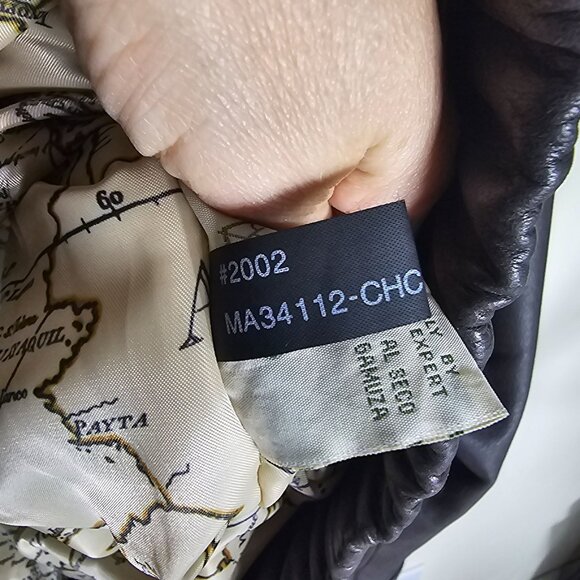 #2002
MA34112-CHC
LY BY
EXPERT
AL SECO
GAMUZA
60
PAYTA